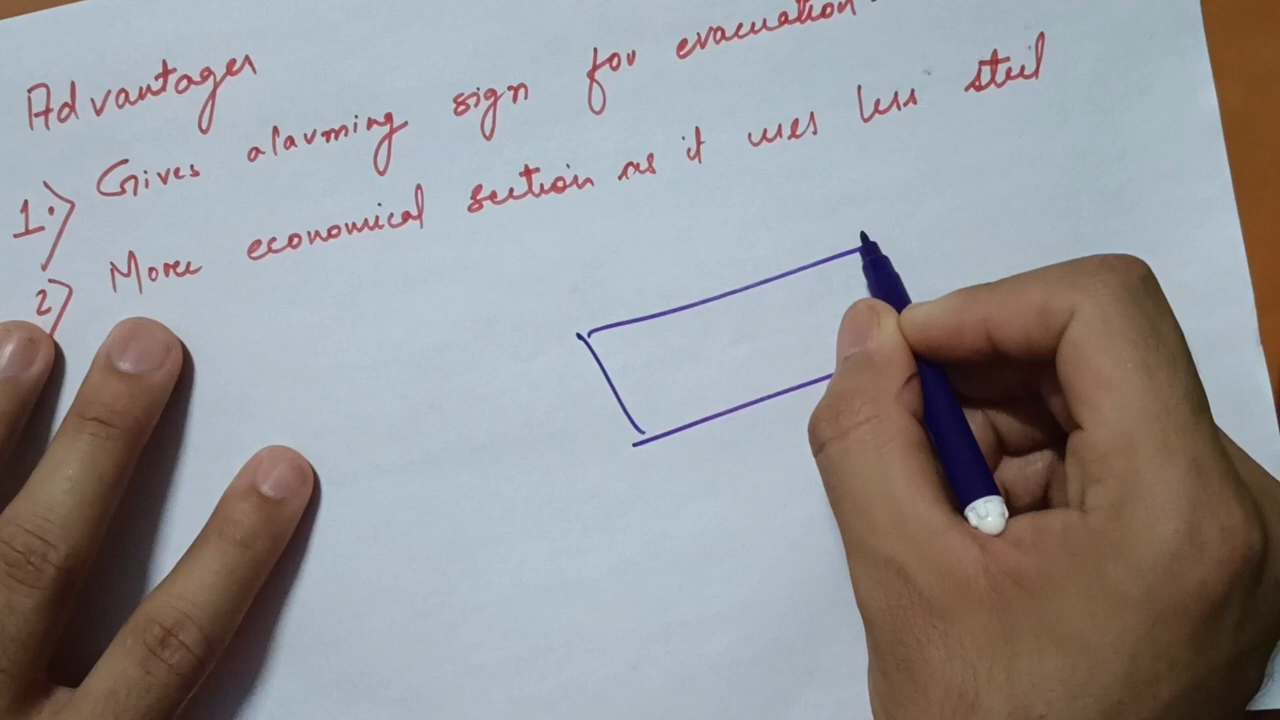 Advantages
1.) Gives alarming sign for evacuation.
2) More economical section as it uses less steel